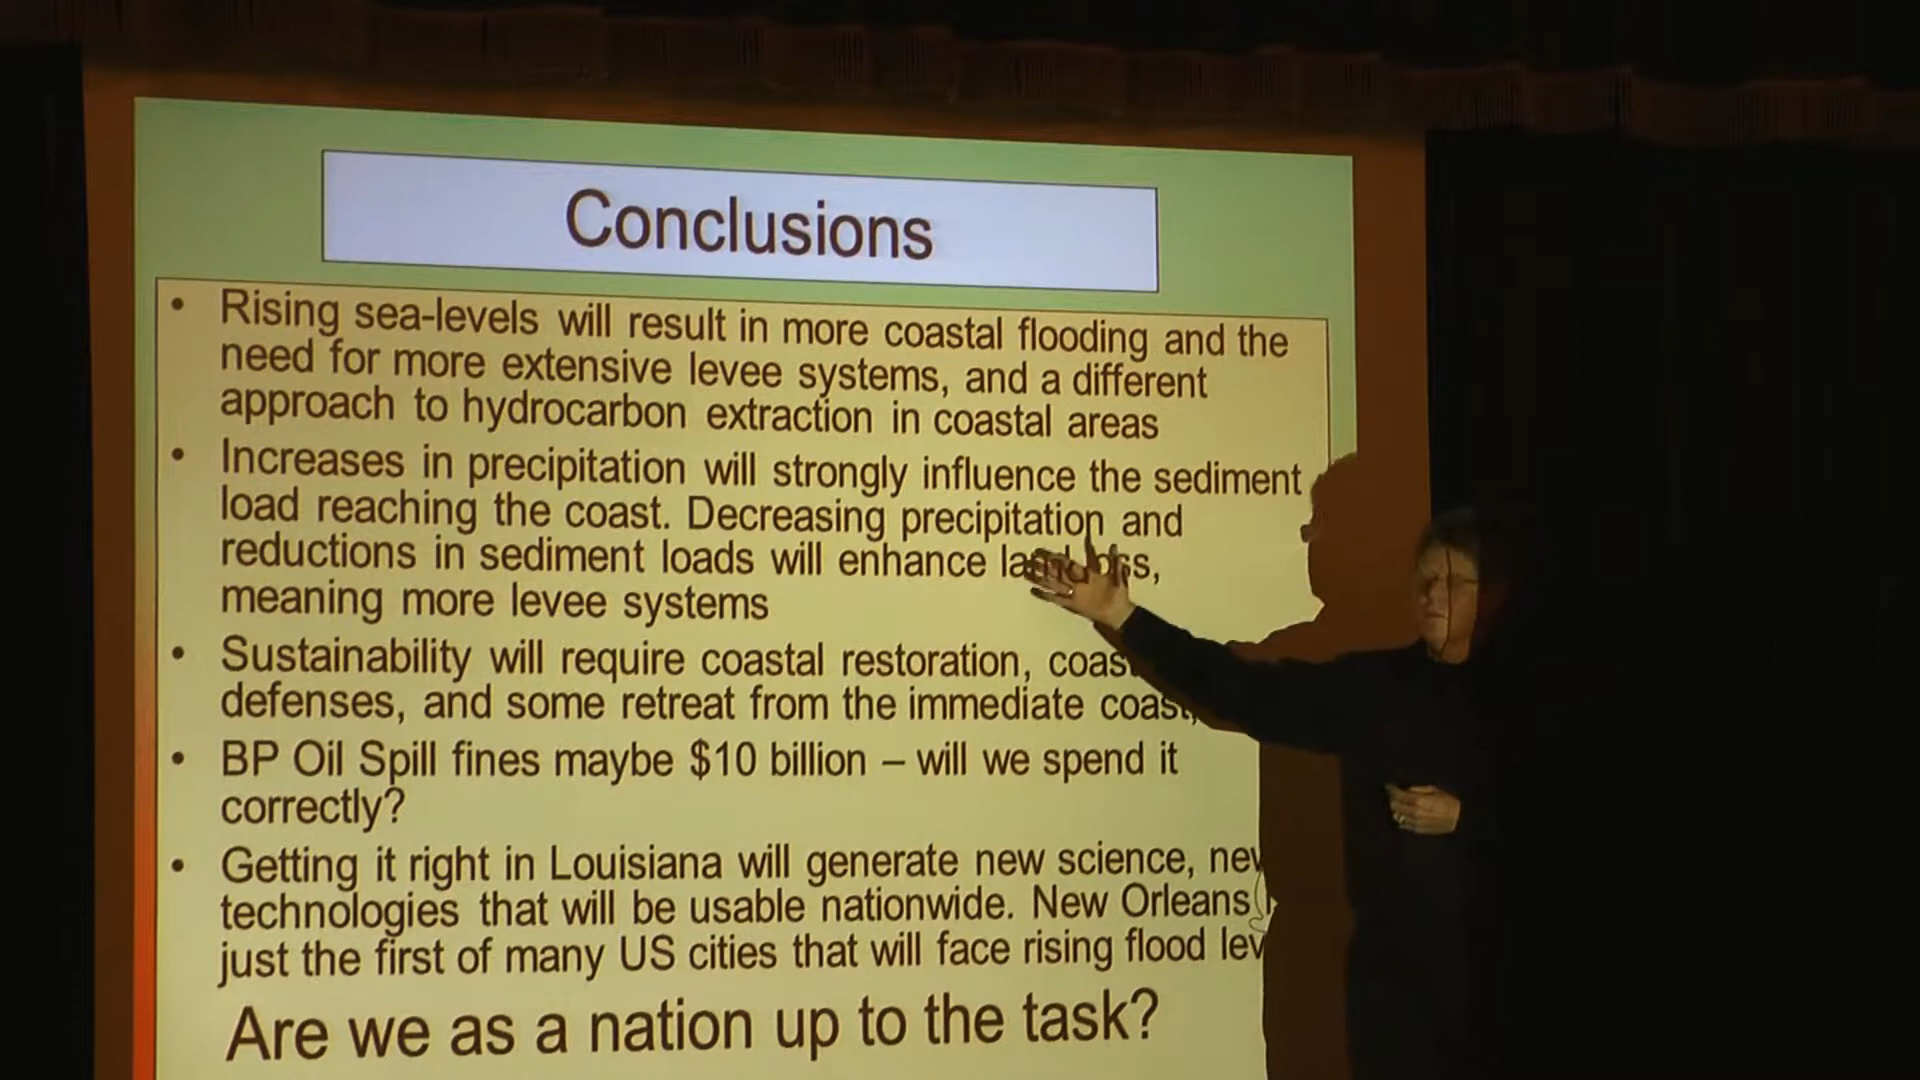 Conclusions
• Rising sea-levels will result in more coastal flooding and the
need for more extensive levee systems, and a different
approach to hydrocarbon extraction in coastal areas
• Increases in precipitation will strongly influence the sediment
load reaching the coast. Decreasing precipitation and
reductions in sediment loads will enhance land loss,
meaning more levee systems
• Sustainability will require coastal restoration,
defenses, and some retreat from the immediate coast,
• BP Oil Spill fines maybe $10 billion – will we spend it
correctly?
• Getting it right in Louisiana will generate new science,
technologies that will be usable nationwide. New Orleans
just the first of many US cities that will face rising flood
Are we as a nation up to the task?